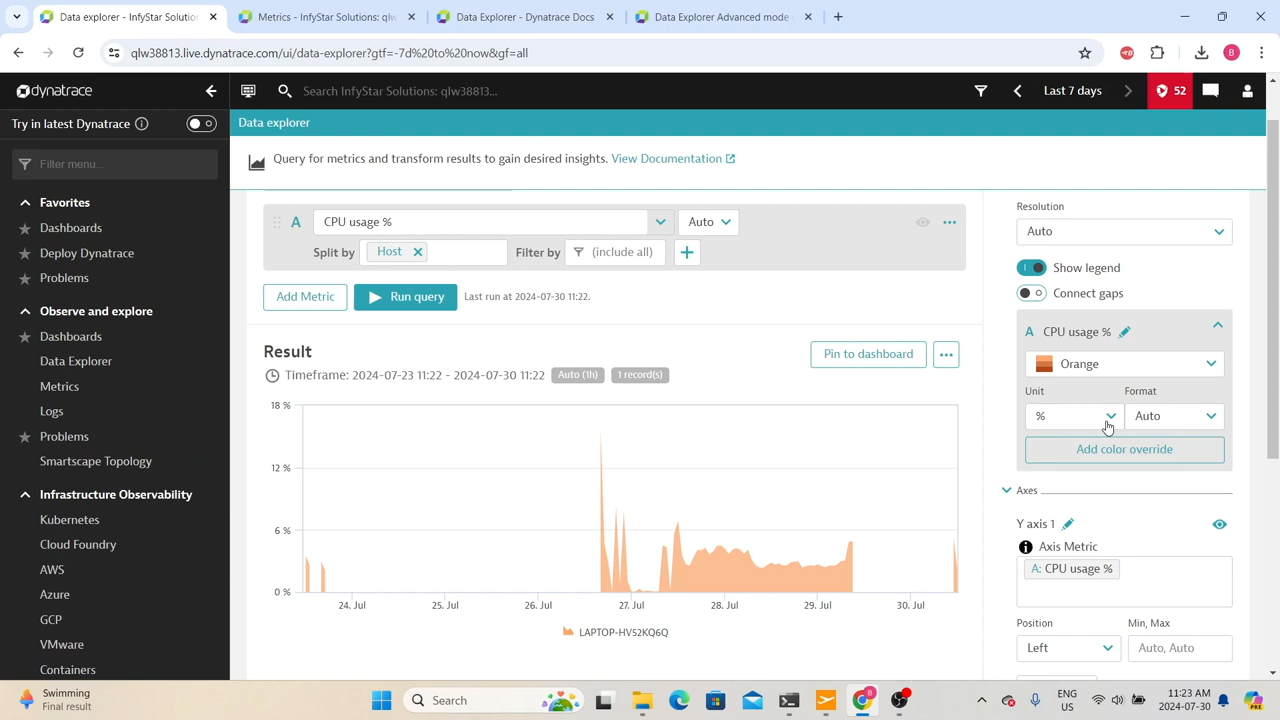 Data Explorer - InfyStar Solution
Metrics - InfyStar Solutions: qlw
Data Explorer - Dynatrace Docs
Data Explorer Advanced mode
qlw38813.live.dynatrace.com/ui/data-explorer?gtf=-7d%20to%20now&gf=all
B
dynatrace
Search InfyStar Solutions: qlw38813...
Last 7 days
52
Try in latest Dynatrace
Data explorer
Filter menu...
Query for metrics and transform results to gain desired insights. View Documentation
Favorites
Dashboards
Deploy Dynatrace
Problems
Observe and explore
Dashboards
Data Explorer
Metrics
Logs
Problems
Smartscape Topology
Infrastructure Observability
Kubernetes
Cloud Foundry
AWS
Azure
GCP
VMware
Containers
A CPU usage % Auto
Split by Host Filter by (include all)
Add Metric Run query Last run at 2024-07-30 11:22.
Result
Pin to dashboard
Timeframe: 2024-07-23 11:22 - 2024-07-30 11:22 Auto (1h) 1 record(s)
18 %
12 %
6 %
0 %
24. Jul 25. Jul 26. Jul 27. Jul 28. Jul 29. Jul 30. Jul
LAPTOP-HV52KQ6Q
Resolution
Auto
Show legend
Connect gaps
A CPU usage %
Orange
Unit Format
% Auto
Add color override
Axes
Y axis 1
Axis Metric
A: CPU usage %
Position Min, Max
Left Auto, Auto
Swimming
Final result
Search
ENG
US
11:23 AM
2024-07-30